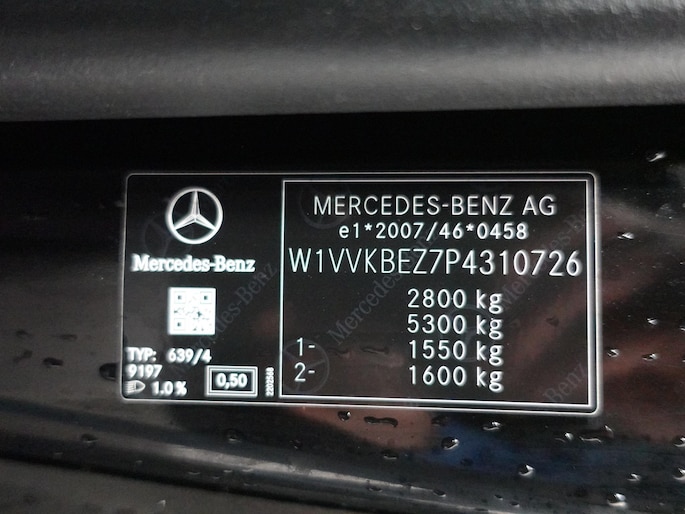 Mercedes-Benz
TYP: 639/4
9197
1.0 %
0,50
2202568
MERCEDES-BENZ AG
e1*2007/46*0458
W1VVKBEZ7P4310726
2800 kg
5300 kg
1- 1550 kg
2- 1600 kg